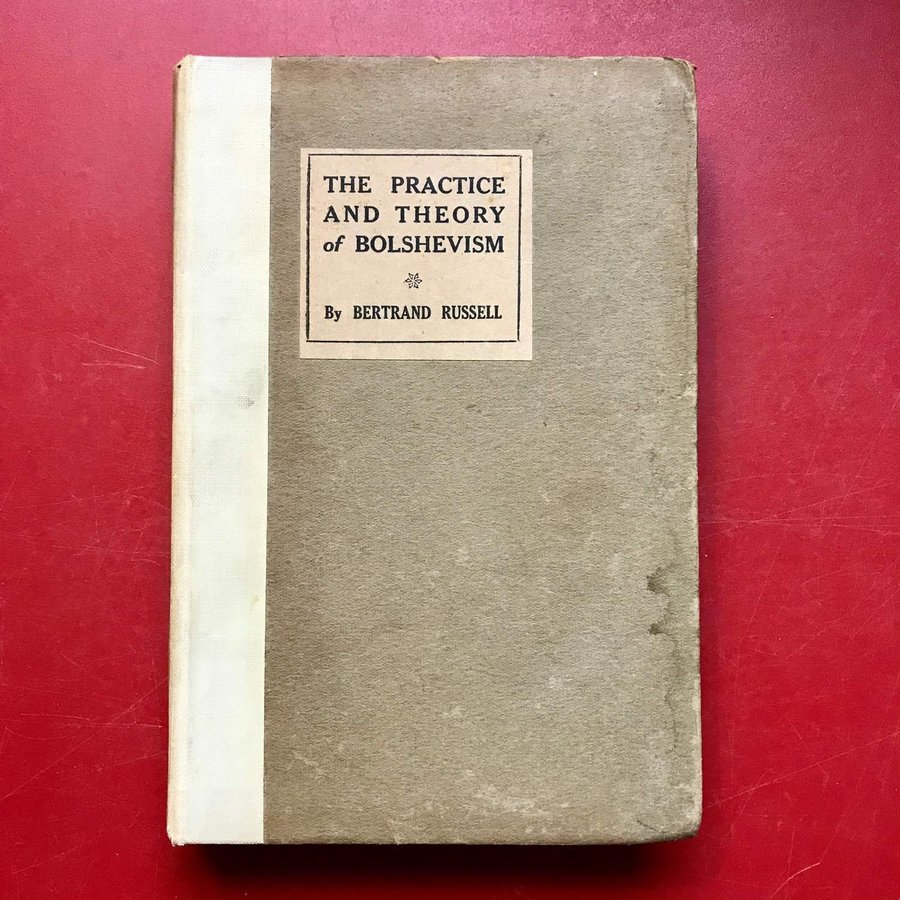 THE PRACTICE
AND THEORY
of BOLSHEVISM
By BERTRAND RUSSELL